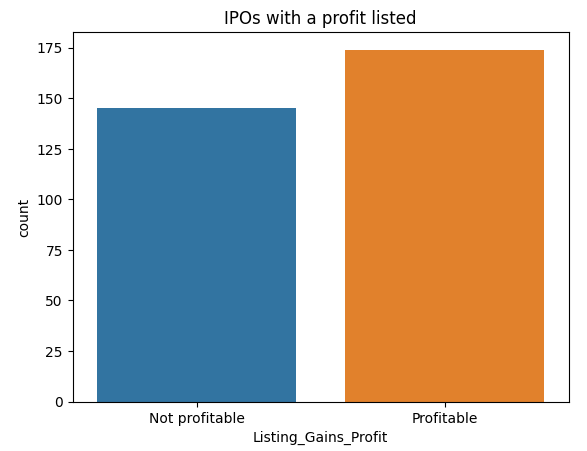 IPOs with a profit listed
175
150
125
100
75
50
25
0
count
Not profitable
Profitable
Listing_Gains_Profit